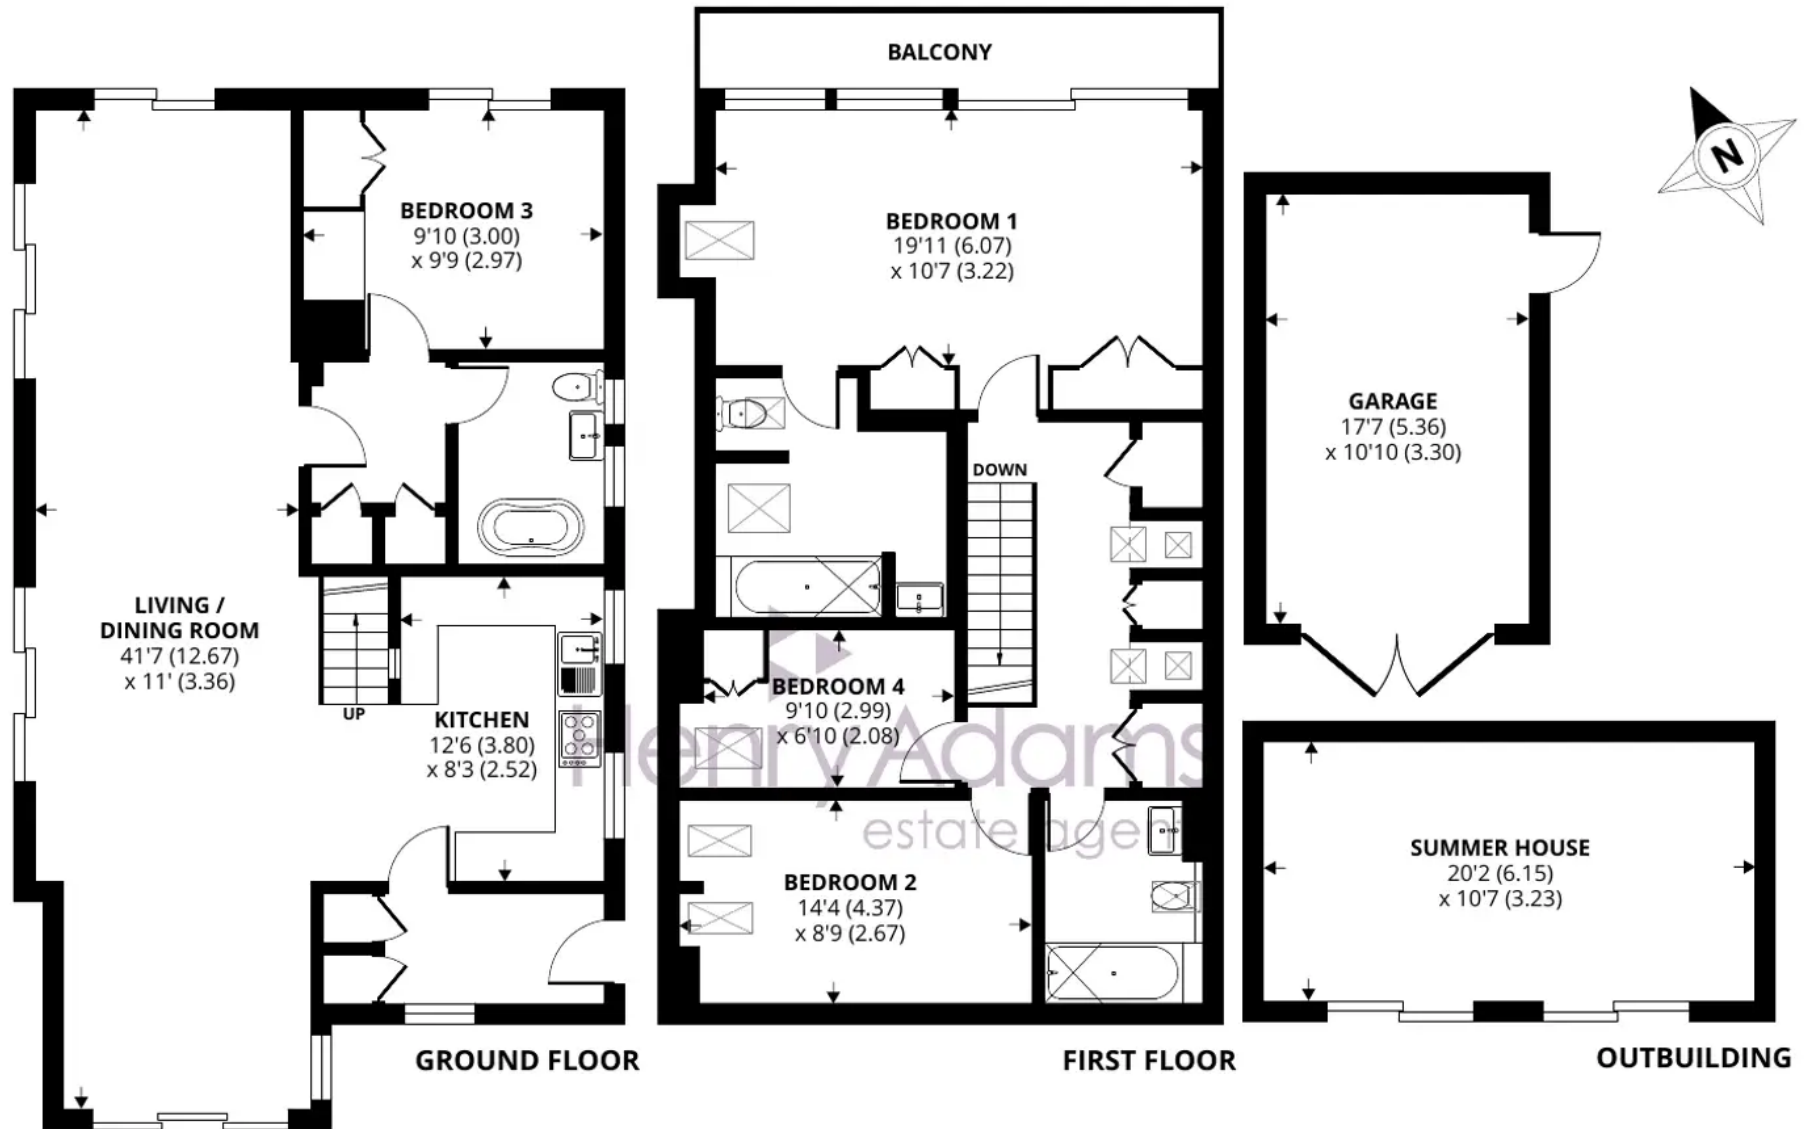 BALCONY
N
BEDROOM 3
9'10 (3.00)
x 9'9 (2.97)
BEDROOM 1
19'11 (6.07)
x 10'7 (3.22)
GARAGE
17'7 (5.36)
x 10'10 (3.30)
DOWN
LIVING /
DINING ROOM
41'7 (12.67)
x 11' (3.36)
UP
KITCHEN
12'6 (3.80)
x 8'3 (2.52)
BEDROOM 4
9'10 (2.99)
x 6'10 (2.08)
Henry Adams
estate agent
BEDROOM 2
14'4 (4.37)
x 8'9 (2.67)
SUMMER HOUSE
20'2 (6.15)
x 10'7 (3.23)
GROUND FLOOR
FIRST FLOOR
OUTBUILDING